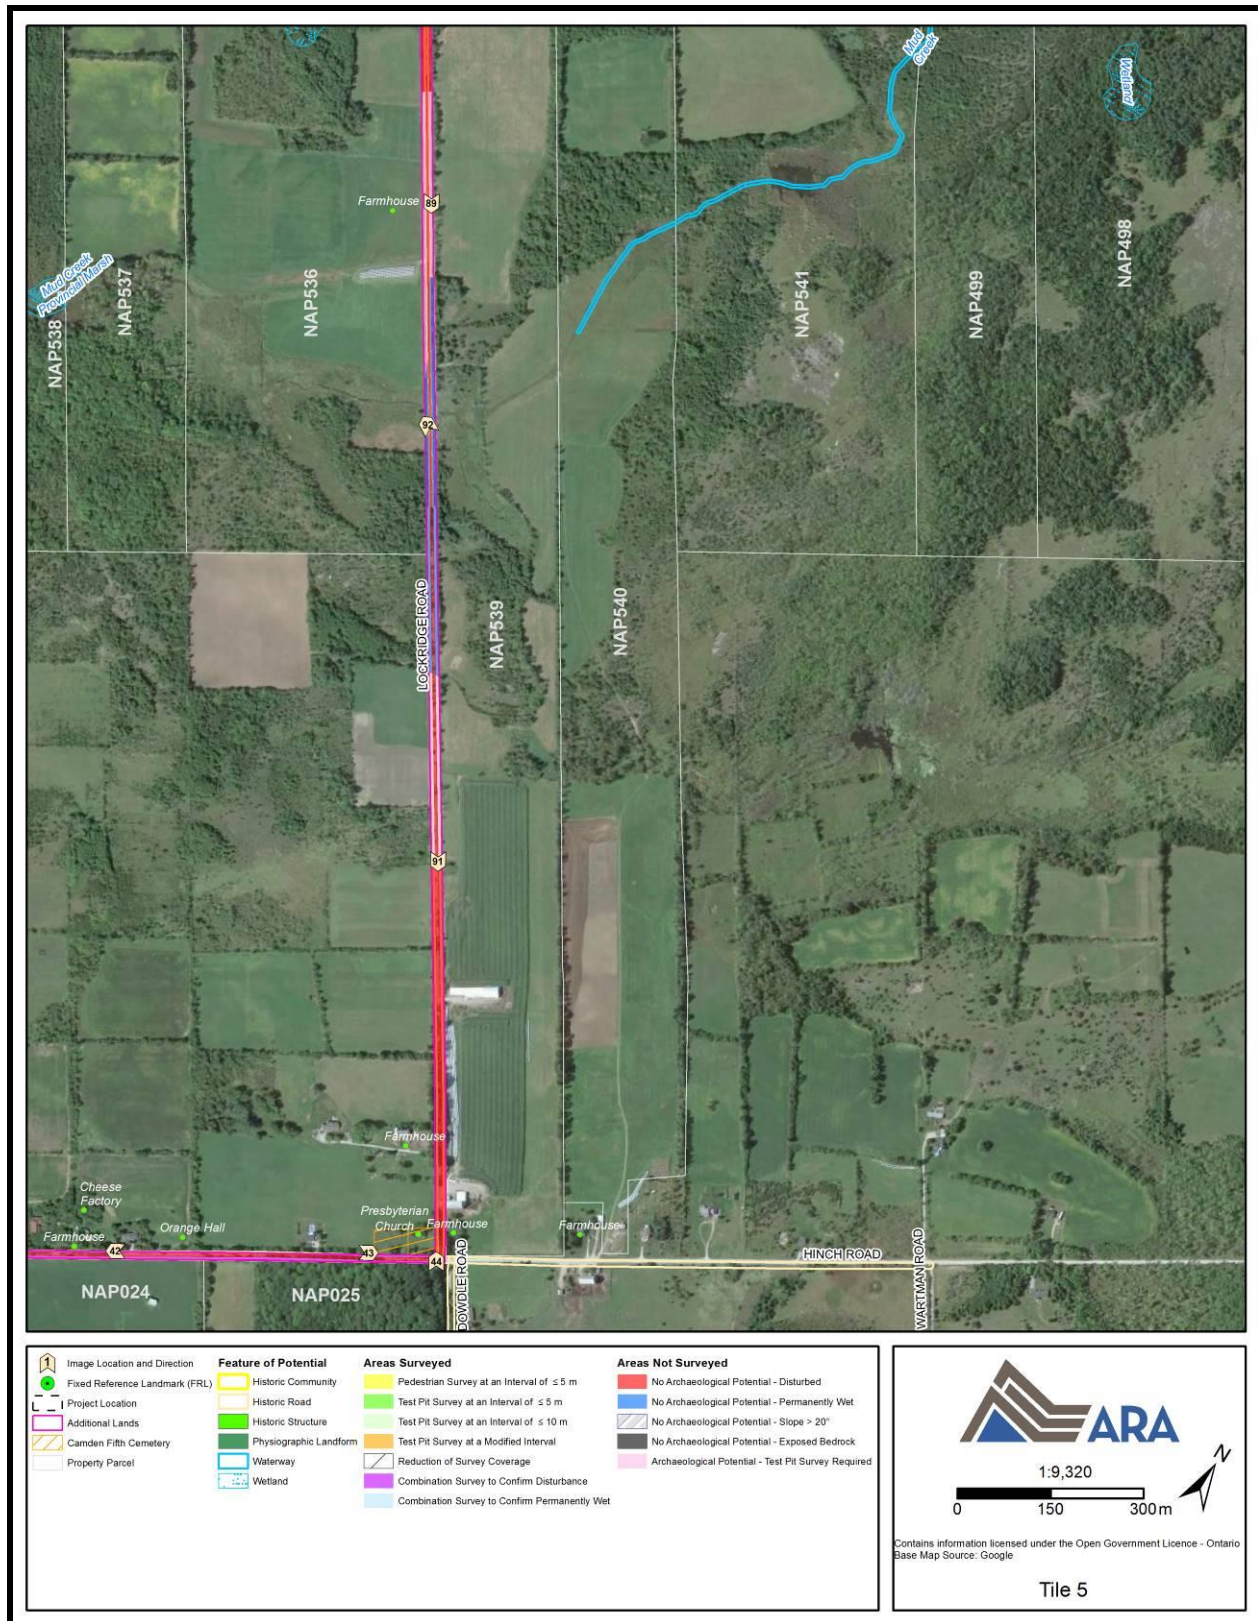 Mud
Creek
Wetland
Farmhouse
89
Mud Creek
Provincial Marsh
NAP538
NAP537
NAP536
NAP541
NAP499
NAP498
92
LOCKRIDGE ROAD
NAP539
NAP540
91
Farmhouse
Cheese
Factory
Farmhouse
42
Orange Hall
43
Presbyterian
Church
Farmhouse
44
Farmhouse
HINCH ROAD
DOWDLE ROAD
WARTMAN ROAD
NAP024
NAP025
1
Image Location and Direction
Fixed Reference Landmark (FRL)
Project Location
Additional Lands
Camden Fifth Cemetery
Property Parcel
Feature of Potential
Historic Community
Historic Road
Historic Structure
Physiographic Landform
Waterway
Wetland
Areas Surveyed
Pedestrian Survey at an Interval of ≤ 5 m
Test Pit Survey at an Interval of ≤ 5 m
Test Pit Survey at an Interval of ≤ 10 m
Test Pit Survey at a Modified Interval
Reduction of Survey Coverage
Combination Survey to Confirm Disturbance
Combination Survey to Confirm Permanently Wet
Areas Not Surveyed
No Archaeological Potential - Disturbed
No Archaeological Potential - Permanently Wet
No Archaeological Potential - Slope > 20°
No Archaeological Potential - Exposed Bedrock
Archaeological Potential - Test Pit Survey Required
ARA
1:9,320
N
0 150 300 m
Contains information licensed under the Open Government Licence - Ontario
Base Map Source: Google
Tile 5